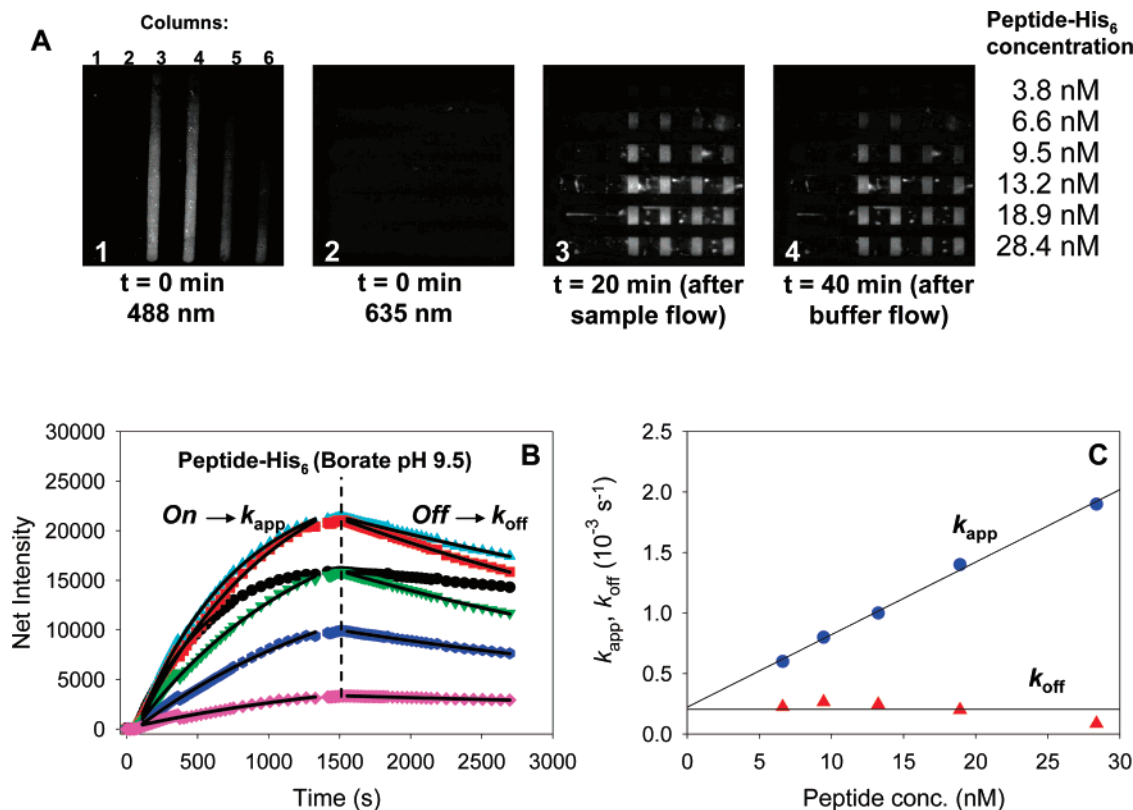 A
Columns:
1 2 3 4 5 6
Peptide-His6
concentration
3.8 nM
6.6 nM
9.5 nM
13.2 nM
18.9 nM
28.4 nM
1
2
3
4
t = 0 min
488 nm
t = 0 min
635 nm
t = 20 min (after
sample flow)
t = 40 min (after
buffer flow)
B
Peptide-His6 (Borate pH 9.5)
On → kapp
Off → koff
Net Intensity
30000
25000
20000
15000
10000
5000
0
0 500 1000 1500 2000 2500 3000
Time (s)
C
kapp
koff
kapp, koff (10-3 s-1)
2.5
2.0
1.5
1.0
0.5
0.0
0 5 10 15 20 25 30
Peptide conc. (nM)